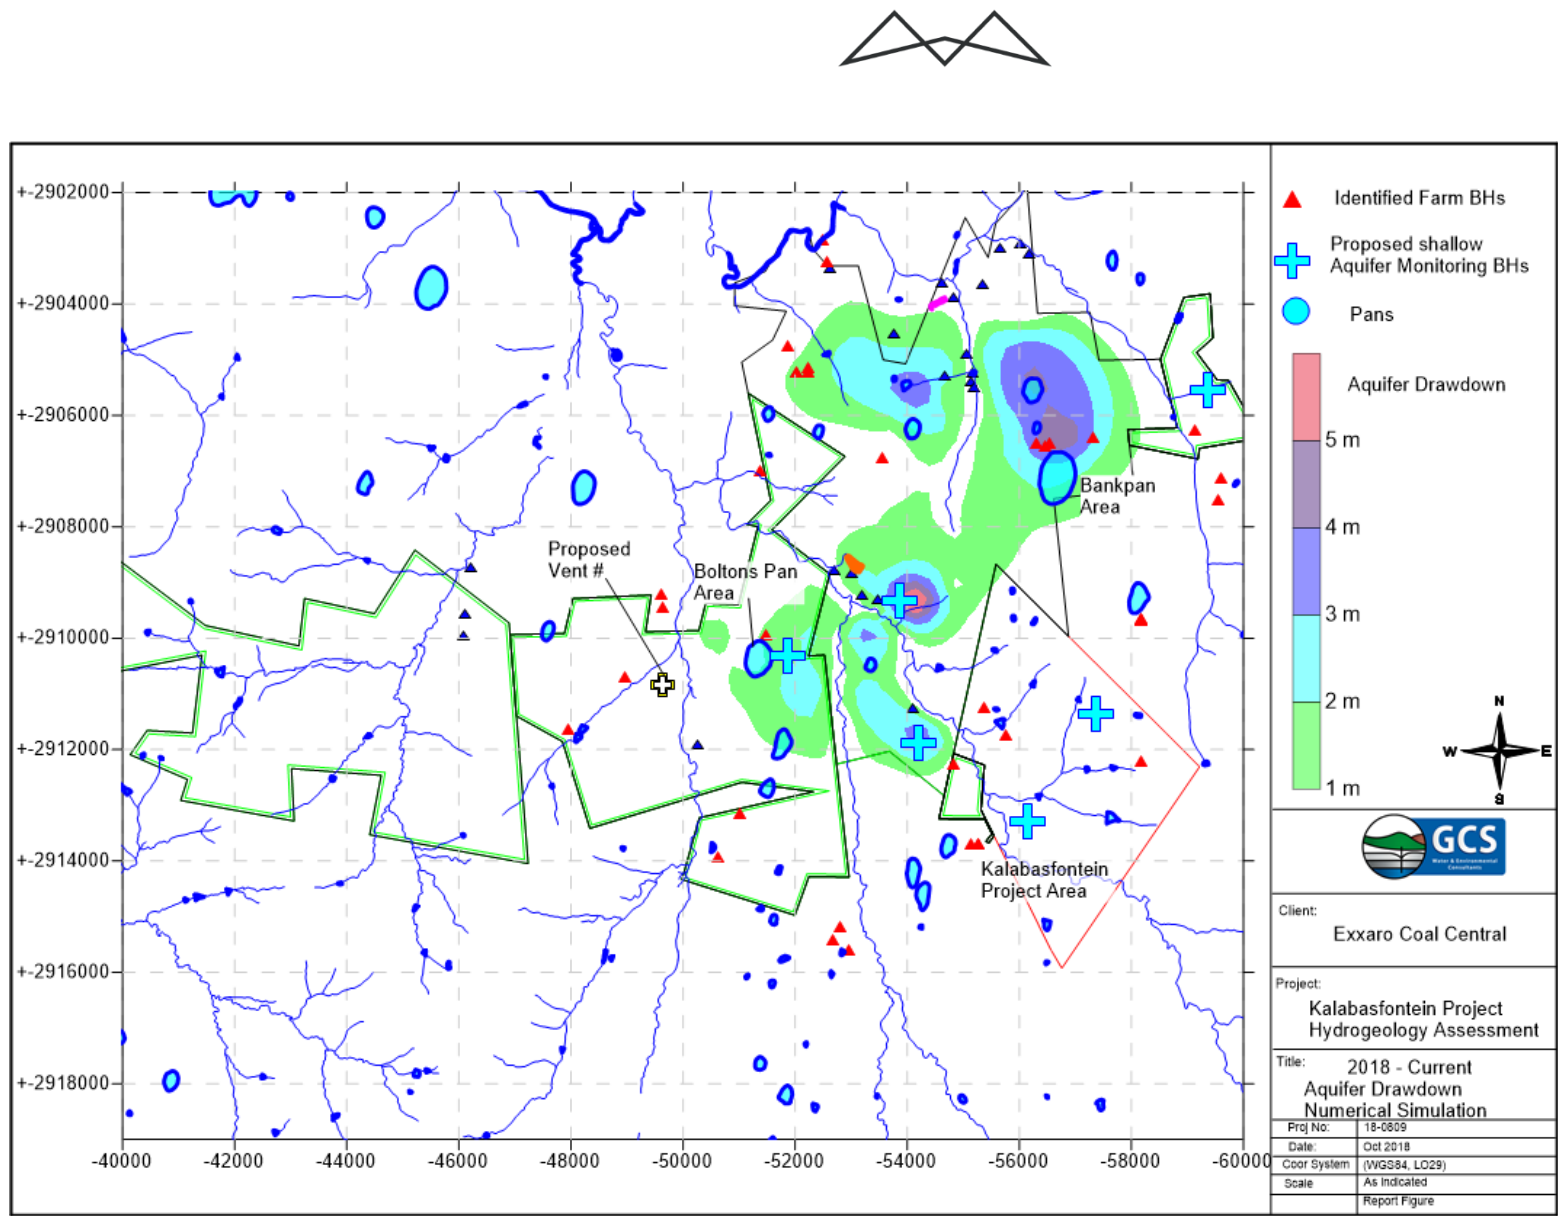 +-2902000
+-2904000
+-2906000
+-2908000
+-2910000
+-2912000
+-2914000
+-2916000
+-2918000
-40000
-42000
-44000
-46000
-48000
-50000
-52000
-54000
-56000
-58000
-60000
Proposed
Vent #
Boltons Pan
Area
Bankpan
Area
Kalabasfontein
Project Area
Identified Farm BHs
Proposed shallow
Aquifer Monitoring BHs
Pans
Aquifer Drawdown
5 m
4 m
3 m
2 m
1 m
N
W
E
S
GCS
Water & Environmental
Consultants
Client:
Exxaro Coal Central
Project:
Kalabasfontein Project
Hydrogeology Assessment
Title:
2018 - Current
Aquifer Drawdown
Numerical Simulation
Proj No:
18-0809
Date:
Oct 2018
Coor System
(WGS84, LO29)
Scale
As Indicated
Report Figure